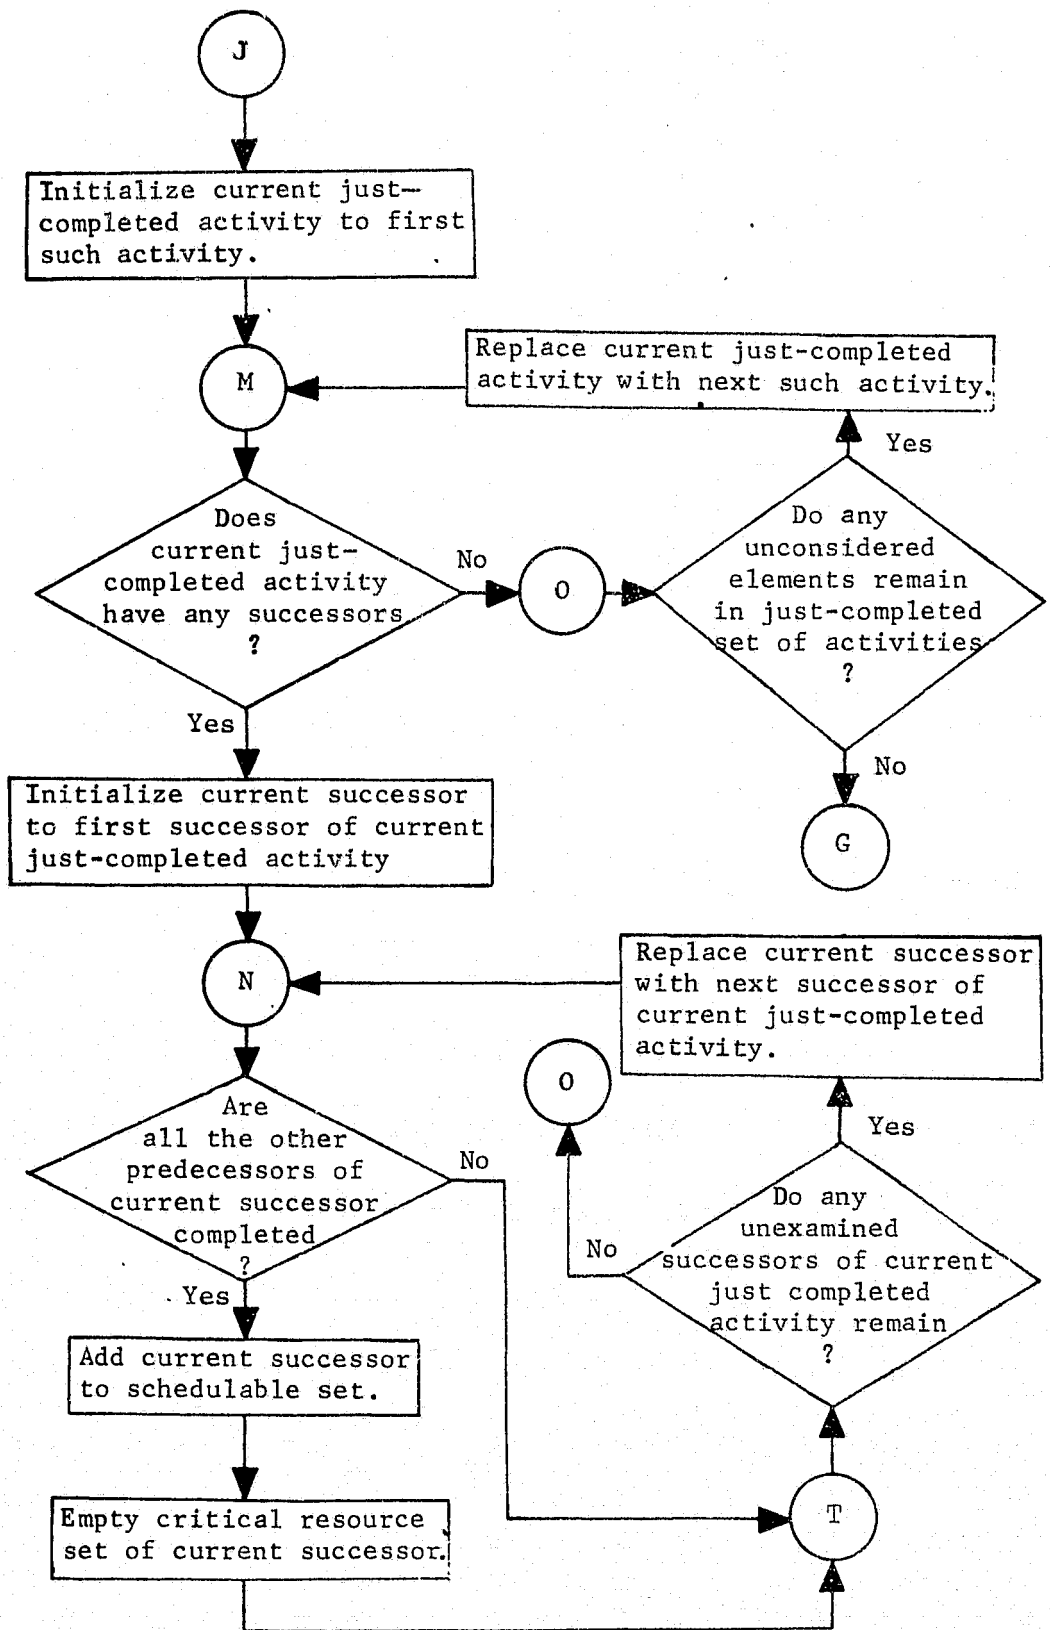 J
Initialize current just-
completed activity to first
such activity.
M
Replace current just-completed
activity with next such activity.
Yes
Does
current just-
completed activity
have any successors
?
No
O
Do any
unconsidered
elements remain
in just-completed
set of activities
?
Yes
No
G
Initialize current successor
to first successor of current
just-completed activity
N
Replace current successor
with next successor of
current just-completed
activity.
O
Yes
Are
all the other
predecessors of
current successor
completed
?
No
No
Do any
unexamined
successors of current
just completed
activity remain
?
Yes
Add current successor
to schedulable set.
Empty critical resource
set of current successor.
T